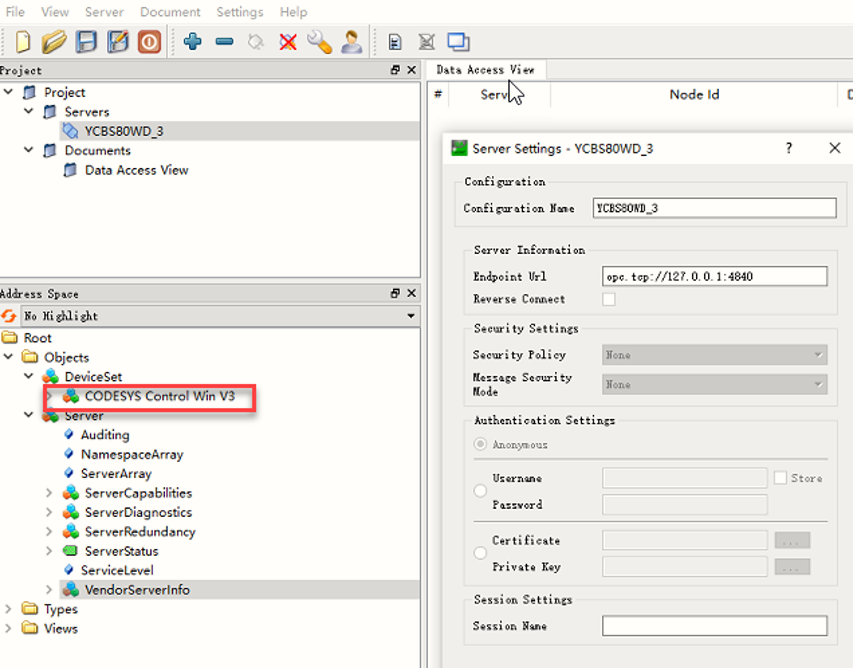 File View Server Document Settings Help
Project
Project
Servers
YCBS80WD_3
Documents
Data Access View
Address Space
No Highlight
Root
Objects
DeviceSet
CODESYS Control Win V3
Server
Auditing
NamespaceArray
ServerArray
ServerCapabilities
ServerDiagnostics
ServerRedundancy
ServerStatus
ServiceLevel
VendorServerInfo
Types
Views
Data Access View
# Serv Node Id D
Server Settings - YCBS80WD_3 ?
Configuration
Configuration Name YCBS80WD_3
Server Information
Endpoint Url opc.tcp://127.0.0.1:4840
Reverse Connect
Security Settings
Security Policy None
Message Security
Mode None
Authentication Settings
Anonymous
Username Store
Password
Certificate ...
Private Key ...
Session Settings
Session Name